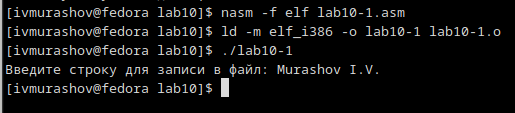 [ivmurashov@fedora lab10]$ nasm -f elf lab10-1.asm
[ivmurashov@fedora lab10]$ ld -m elf_i386 -o lab10-1 lab10-1.o
[ivmurashov@fedora lab10]$ ./lab10-1
Введите строку для записи в файл: Murashov I.V.
[ivmurashov@fedora lab10]$